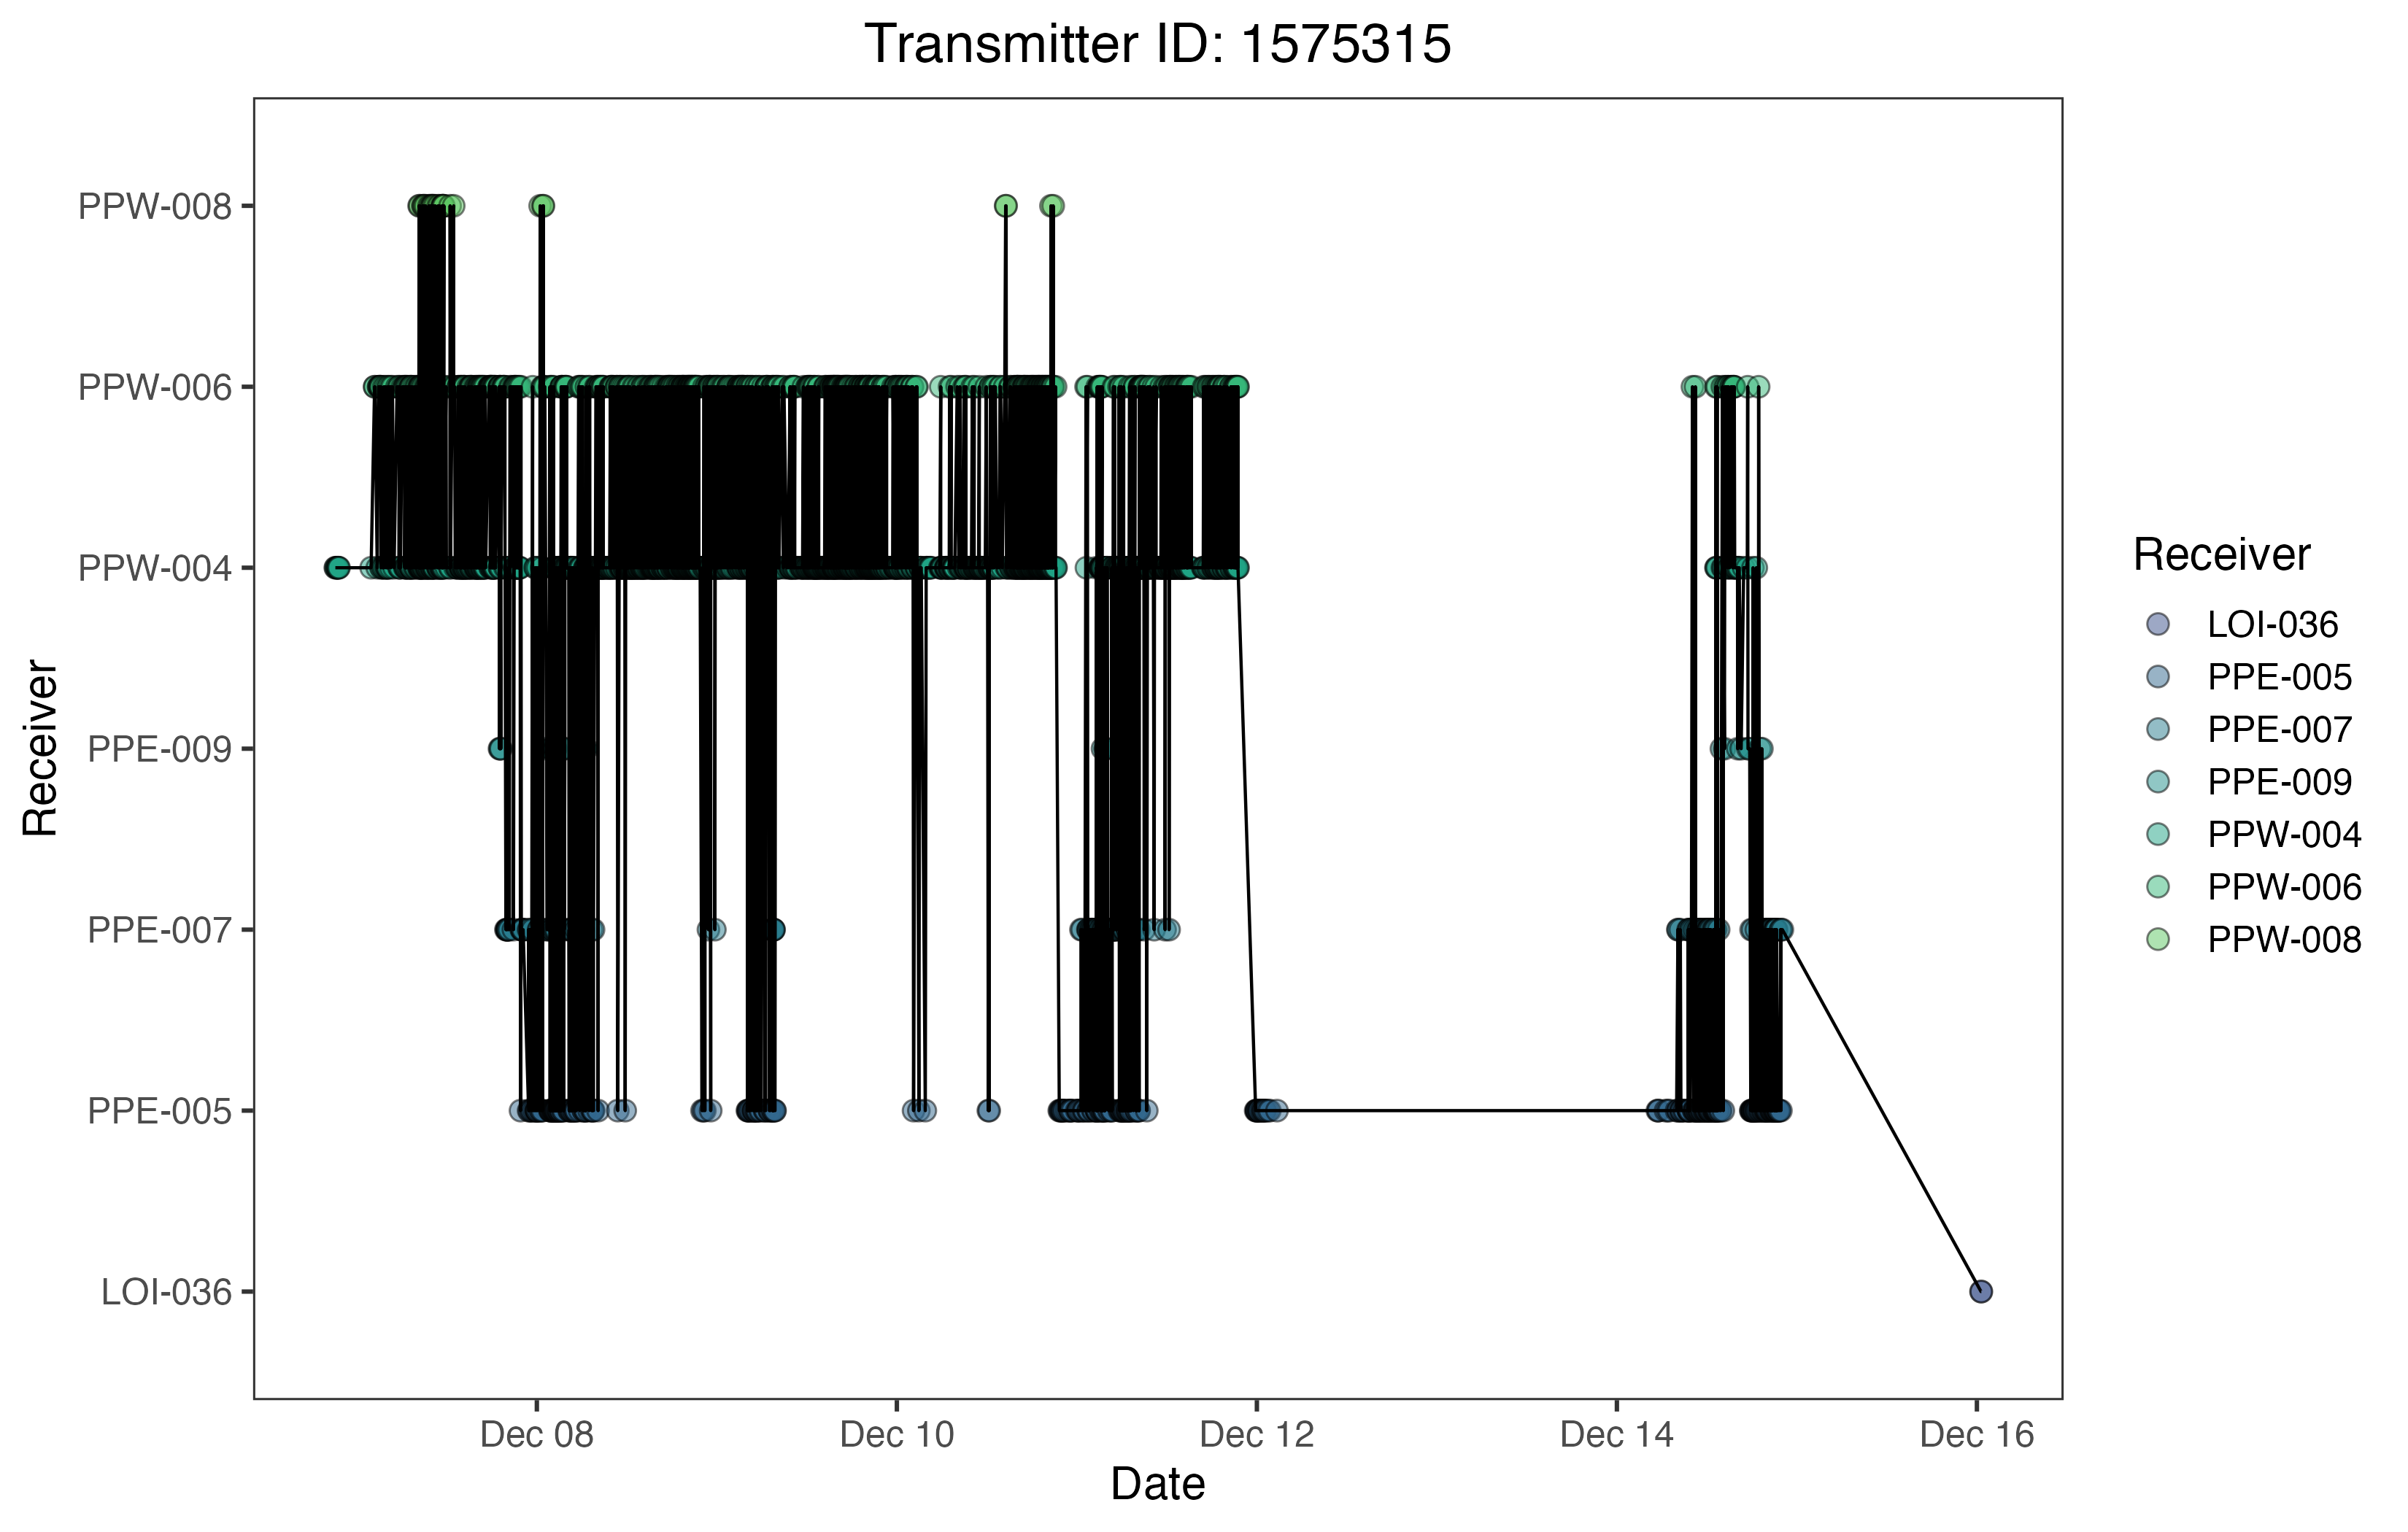 Transmitter ID: 1575315
Receiver
PPW-008
PPW-006
PPW-004
PPE-009
PPE-007
PPE-005
LOI-036
Dec 08
Dec 10
Dec 12
Dec 14
Dec 16
Date
Receiver
LOI-036
PPE-005
PPE-007
PPE-009
PPW-004
PPW-006
PPW-008